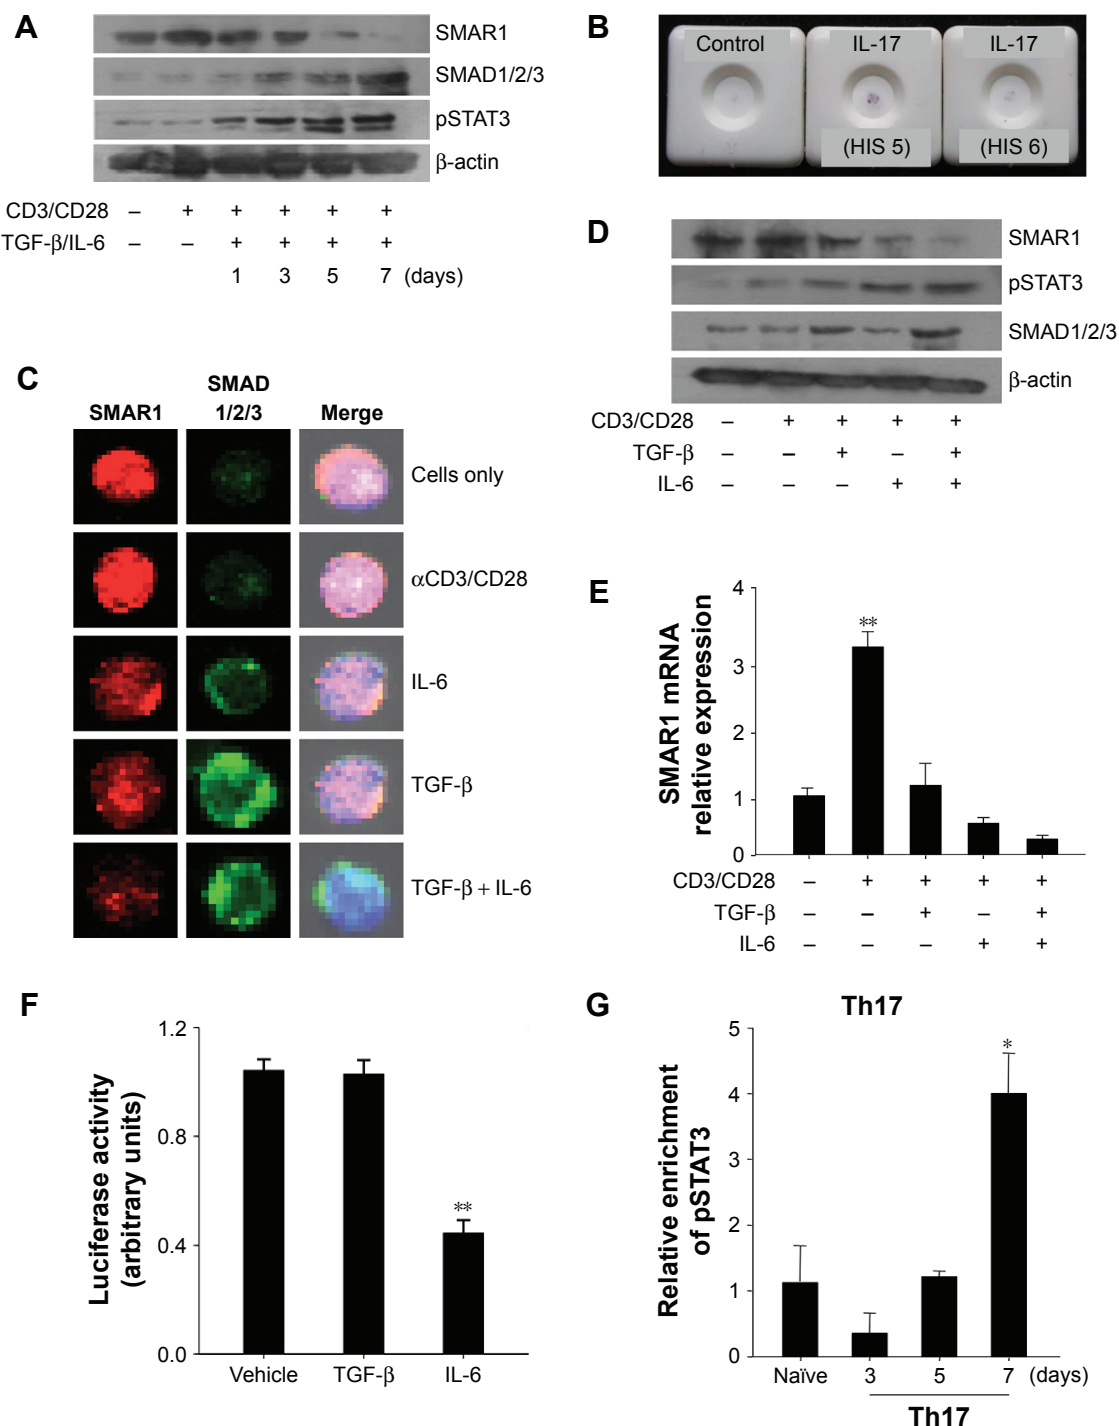 A
SMAR1
SMAD1/2/3
pSTAT3
β-actin
CD3/CD28 – + + + + +
TGF-β/IL-6 – – + + + +
1 3 5 7 (days)
B
Control IL-17 IL-17
(HIS 5) (HIS 6)
C
SMAR1 SMAD 1/2/3 Merge
Cells only
αCD3/CD28
IL-6
TGF-β
TGF-β + IL-6
D
SMAR1
pSTAT3
SMAD1/2/3
β-actin
CD3/CD28 – + + + +
TGF-β – – + – +
IL-6 – – – + +
E
SMAR1 mRNA
relative expression
4
3
2
1
0
**
CD3/CD28 – + + + +
TGF-β – – + – +
IL-6 – – – + +
F
Luciferase activity
(arbitrary units)
1.2
0.8
0.4
0.0
**
Vehicle TGF-β IL-6
G
Th17
Relative enrichment
of pSTAT3
5
4
3
2
1
0
*
Naïve 3 5 7 (days)
Th17